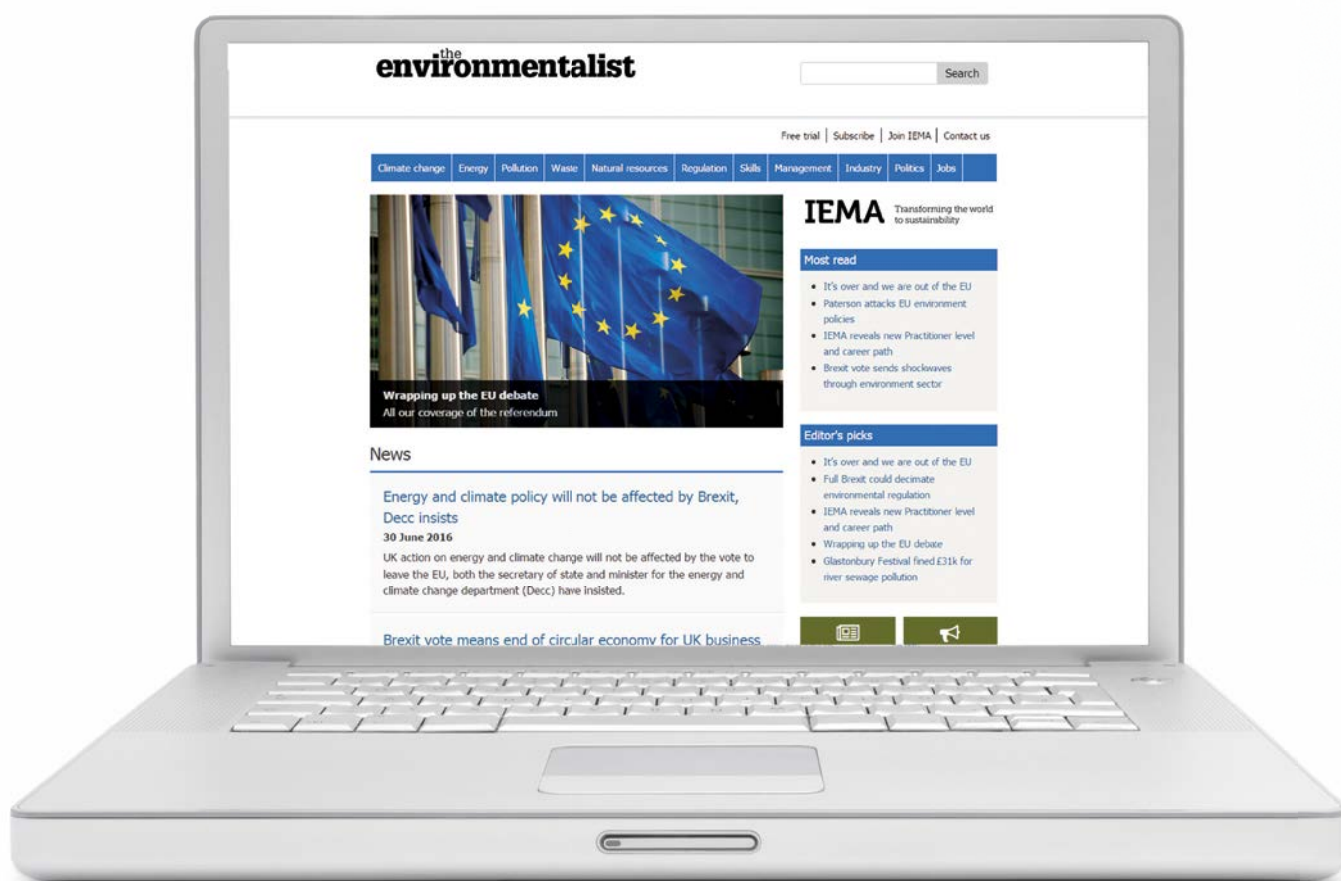 the
environmentalist
Search
Free trial | Subscribe | Join IEMA | Contact us
Climate change Energy Pollution Waste Natural resources Regulation Skills Management Industry Politics Jobs
Wrapping up the EU debate
All our coverage of the referendum
News
Energy and climate policy will not be affected by Brexit,
Decc insists
30 June 2016
UK action on energy and climate change will not be affected by the vote to
leave the EU, both the secretary of state and minister for the energy and
climate change department (Decc) have insisted.
Brexit vote means end of circular economy for UK business
IEMA Transforming the world
to sustainability
Most read
• It's over and we are out of the EU
• Paterson attacks EU environment
policies
• IEMA reveals new Practitioner level
and career path
• Brexit vote sends shockwaves
through environment sector
Editor's picks
• It's over and we are out of the EU
• Full Brexit could decimate
environmental regulation
• IEMA reveals new Practitioner level
and career path
• Wrapping up the EU debate
• Glastonbury Festival fined £31k for
river sewage pollution